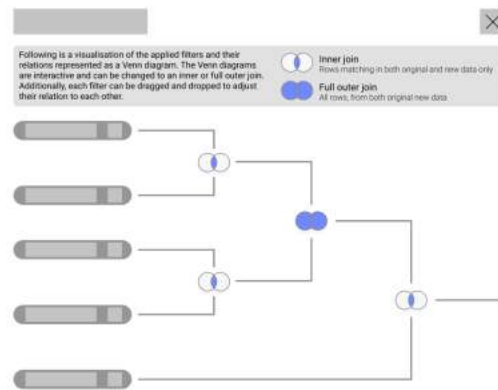 Following is a visualisation of the applied filters and their
relations represented as a Venn diagram. The Venn diagrams
are interactive and can be changed to an inner or full outer join.
Additionally, each filter can be dragged and dropped to adjust
their relation to each other.
Inner join
Rows matching in both original and new data only
Full outer join
All rows, from both original new data